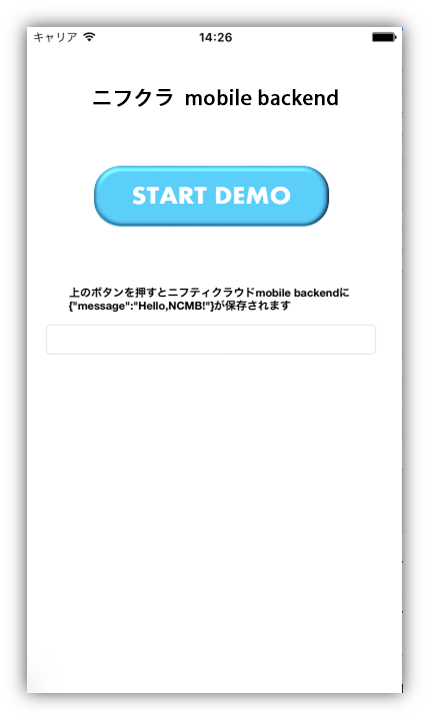 キャリア 14:26
ニフクラ mobile backend
START DEMO
上のボタンを押すとニフティクラウドmobile backendに
{"message":"Hello,NCMB!"}が保存されます